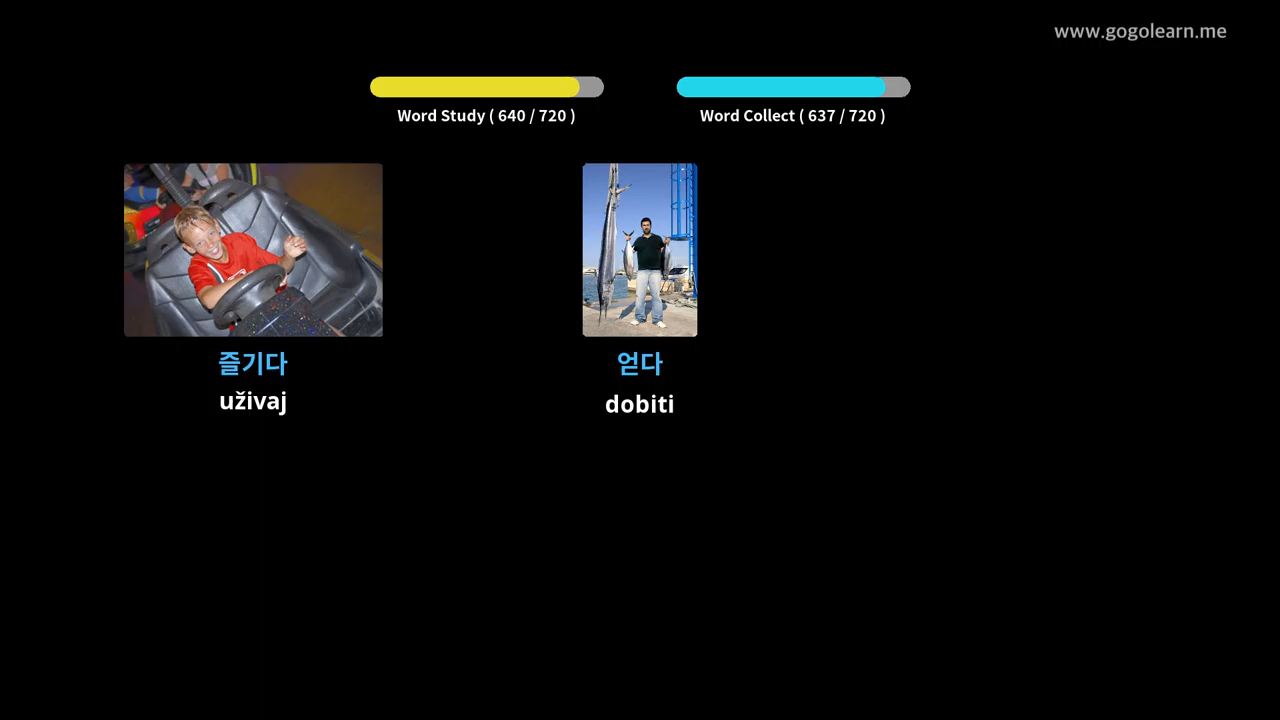 www.gogolearn.me
Word Study ( 640 / 720 )
Word Collect ( 637 / 720 )
즐기다
uživaj
얻다
dobiti